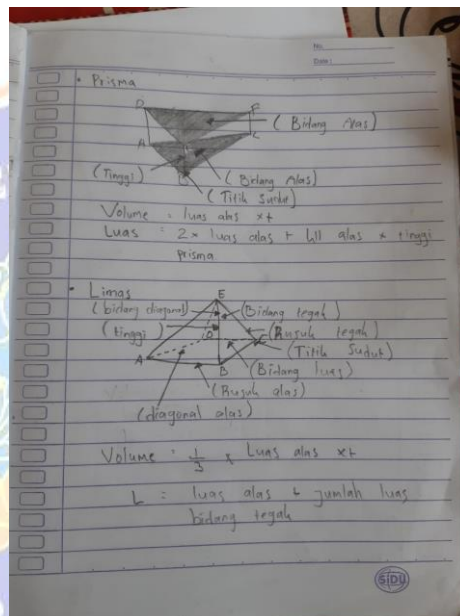 No.
Date :
• Prisma
D F
( Bidang Atas)
A C
(Tinggi) ( Bidang Alas)
( Titik Sudut)
Volume : luas alas x t
Luas : 2 x luas alas + kll alas x tinggi
prisma
• Limas
E
( bidang diagonal) (Bidang tegak)
(tinggi) (Rusuk tegak)
D (Titik Sudut)
A B (Bidang luas)
(Rusuk alas)
(diagonal alas)
Volume : 1/3 x Luas alas x t
L = luas alas + jumlah luas
bidang tegak
SIDU